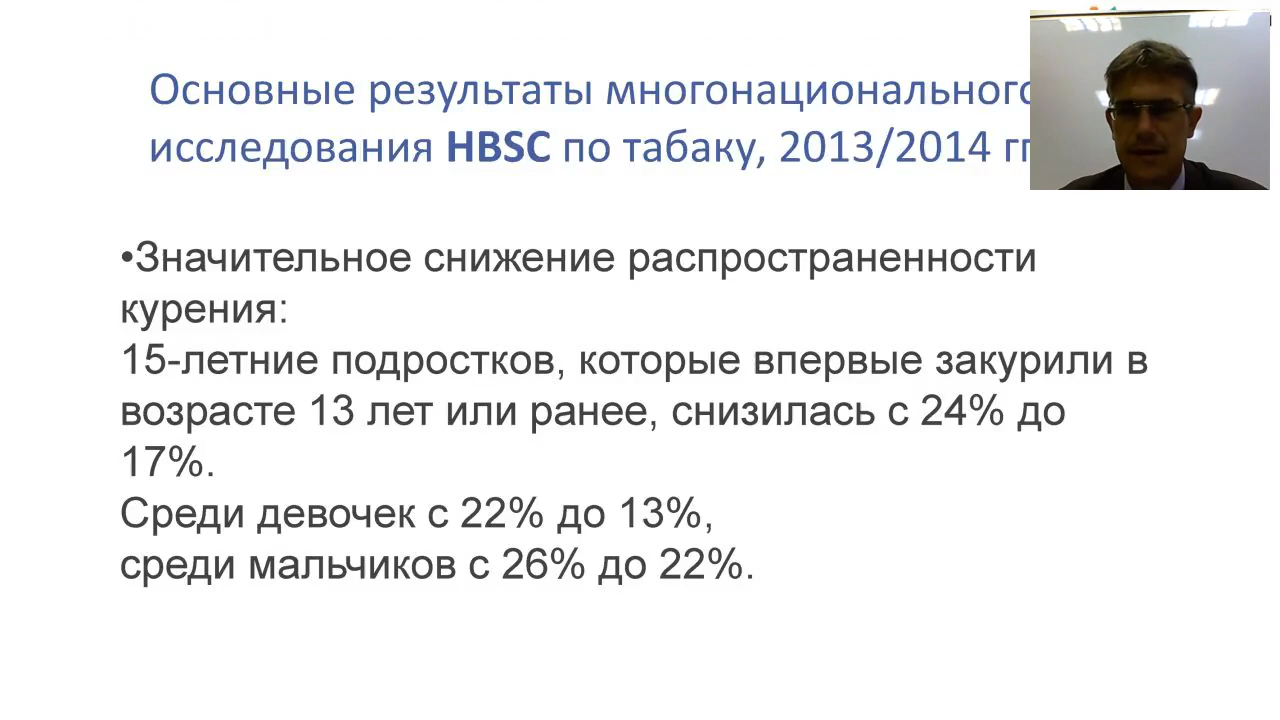 Основные результаты многонационального
исследования HBSC по табаку, 2013/2014 гг
•Значительное снижение распространенности
курения:
15-летние подростков, которые впервые закурили в
возрасте 13 лет или ранее, снизилась с 24% до
17%.
Среди девочек с 22% до 13%,
среди мальчиков с 26% до 22%.